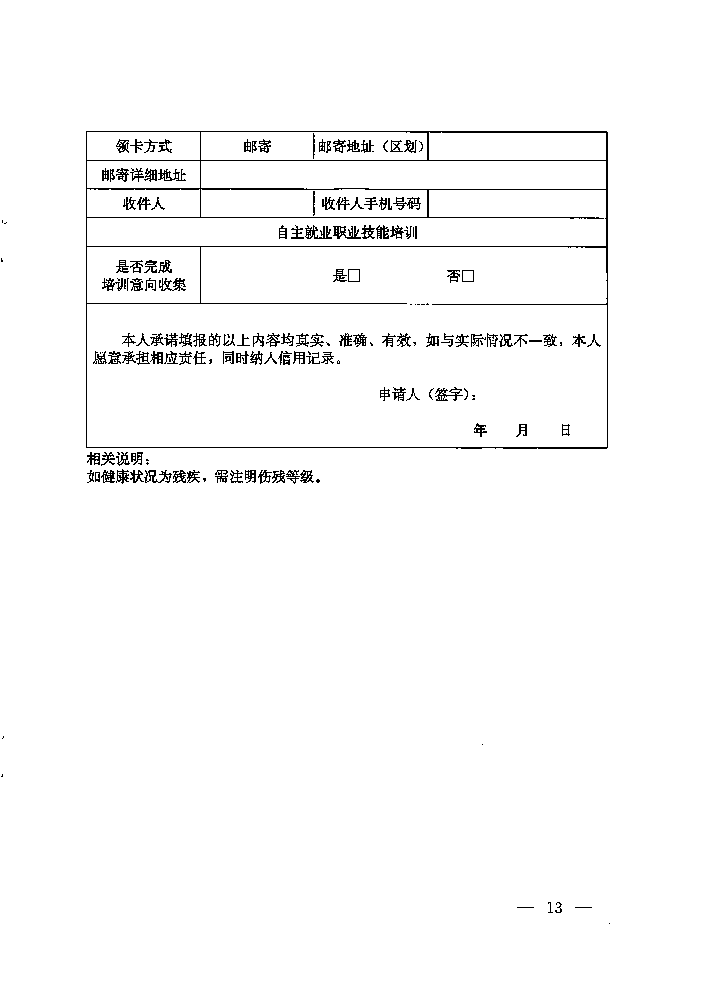 领卡方式 邮寄 邮寄地址（区划）
邮寄详细地址
收件人 收件人手机号码
自主就业职业技能培训
是否完成
培训意向收集
是□ 否□
本人承诺填报的以上内容均真实、准确、有效，如与实际情况不一致，本人
愿意承担相应责任，同时纳入信用记录。
申请人（签字）：
年 月 日
相关说明：
如健康状况为残疾，需注明伤残等级。
— 13 —